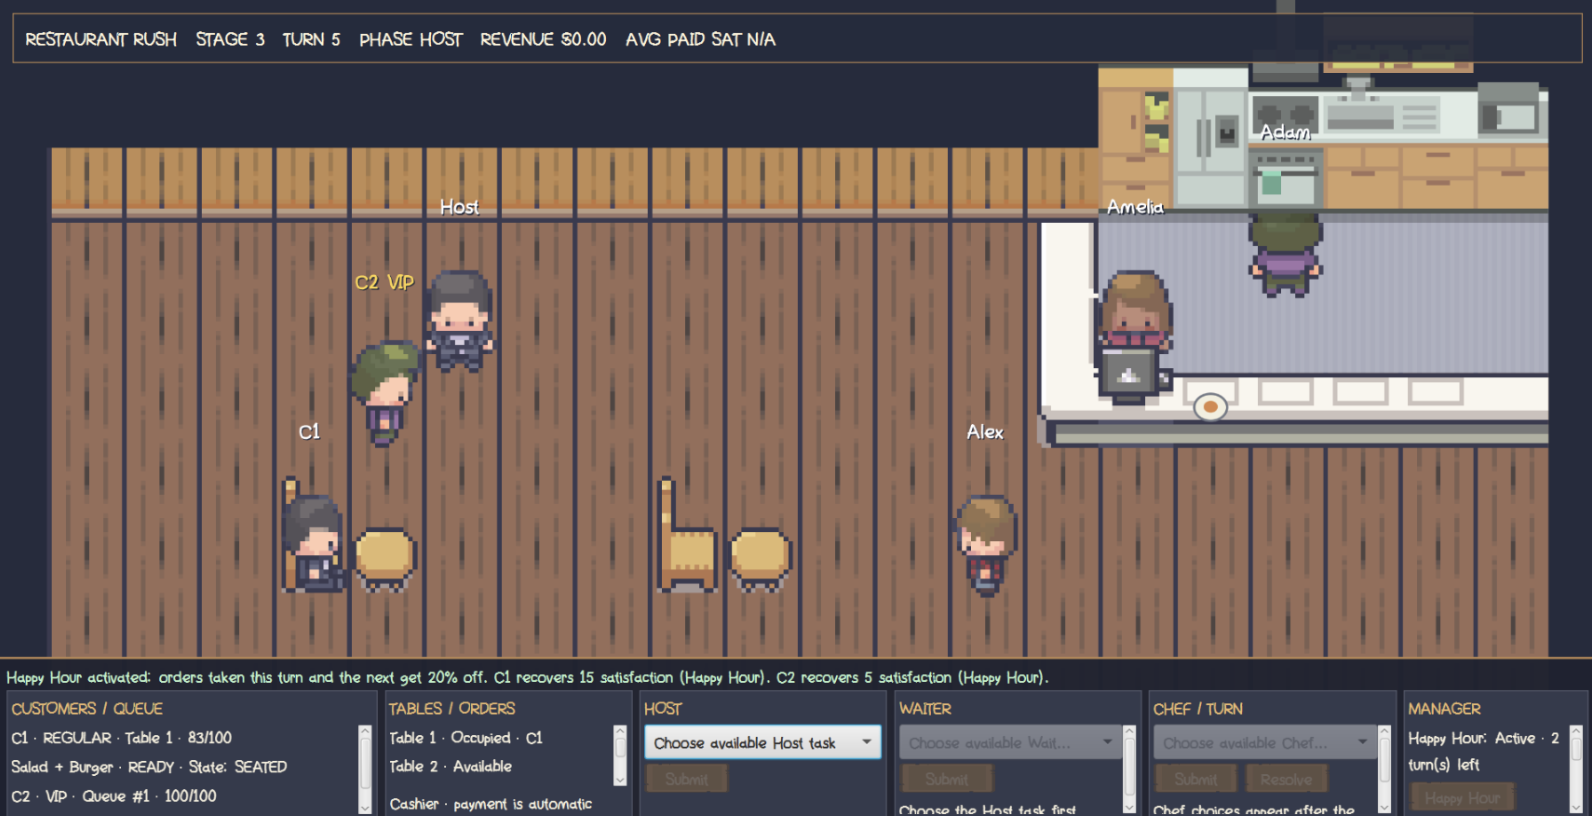 RESTAURANT RUSH STAGE 3 TURN 5 PHASE HOST REVENUE $0.00 AVG PAID SAT N/A
Adam
Host
Amelia
C2 VIP
C1
Alex
Happy Hour activated: orders taken this turn and the next get 20% off. C1 recovers 15 satisfaction (Happy Hour). C2 recovers 5 satisfaction (Happy Hour).
CUSTOMERS / QUEUE
C1 · REGULAR · Table 1 · 83/100
Salad + Burger · READY · State: SEATED
C2 · VIP · Queue #1 · 100/100
TABLES / ORDERS
Table 1 · Occupied · C1
Table 2 · Available
Cashier · payment is automatic
HOST
Choose available Host task
Submit
WAITER
Choose available Wait...
Submit
Choose the Host task first
CHEF / TURN
Choose available Chef...
Submit Resolve
Chef choices appear after the
MANAGER
Happy Hour: Active · 2
turn(s) left
Happy Hour